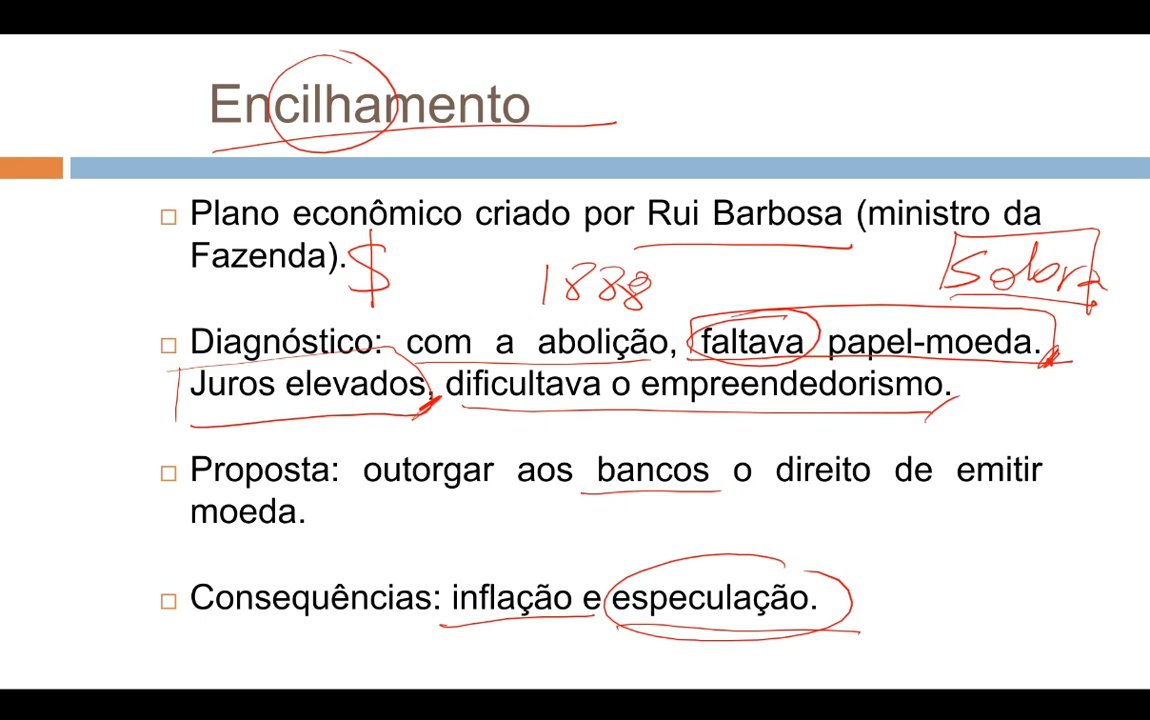 Encilhamento
Plano econômico criado por Rui Barbosa (ministro da
Fazenda). $
1888
Diagnóstico: com a abolição, faltava papel-moeda.
Juros elevados, dificultava o empreendedorismo.
Proposta: outorgar aos bancos o direito de emitir
moeda.
Consequências: inflação e especulação.